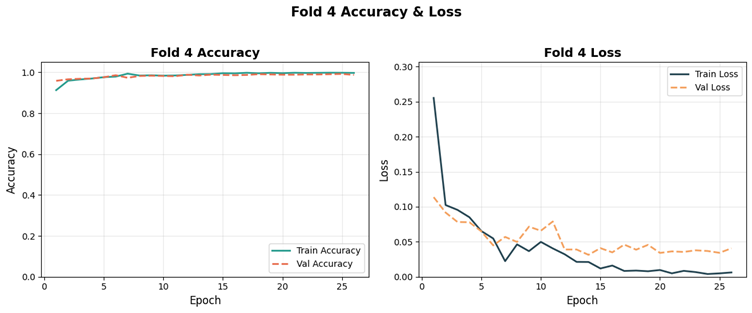 Fold 4 Accuracy & Loss
Fold 4 Accuracy
1.0
0.8
0.6
0.4
0.2
0.0
Accuracy
0
5
10
15
20
25
Epoch
Train Accuracy
Val Accuracy
Fold 4 Loss
0.30
0.25
0.20
0.15
0.10
0.05
0.00
Loss
0
5
10
15
20
25
Epoch
Train Loss
Val Loss